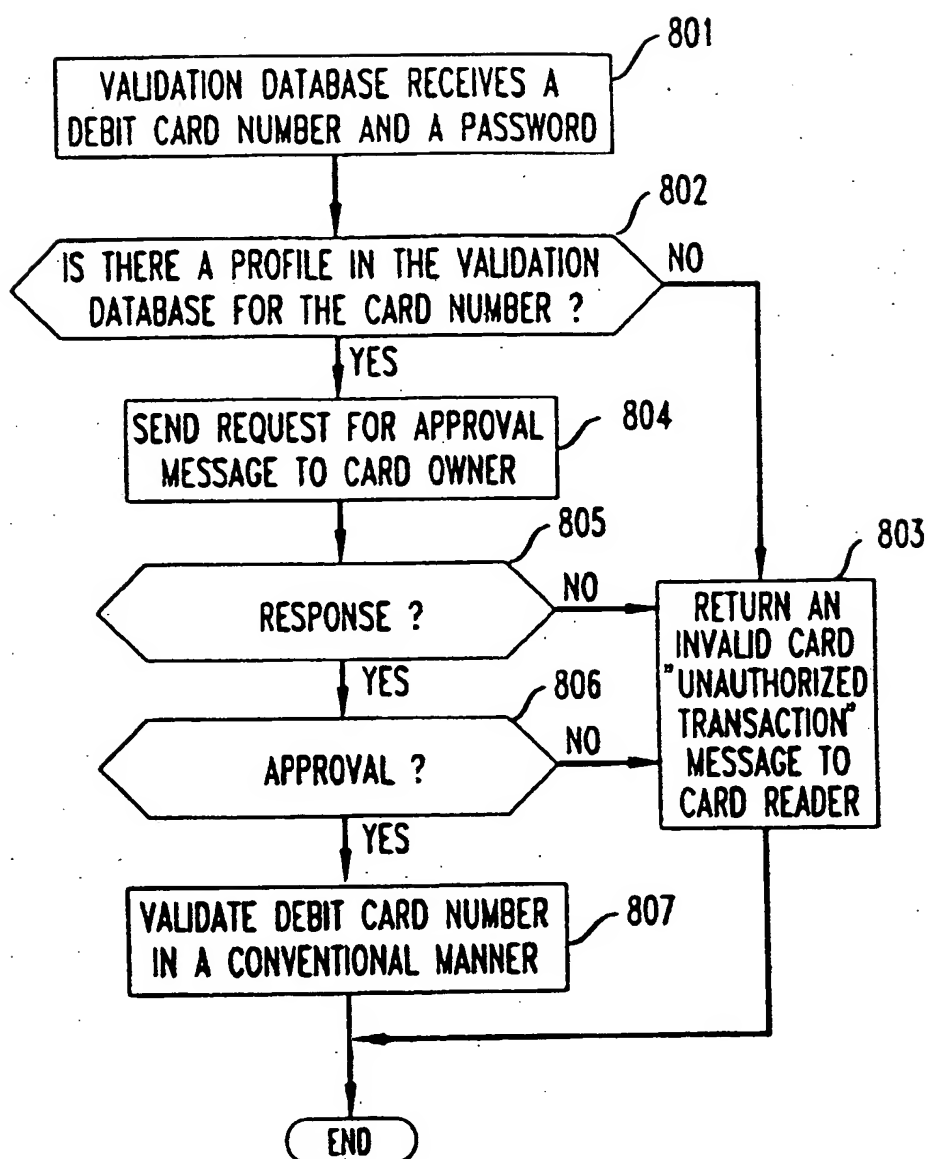 801
VALIDATION DATABASE RECEIVES A
DEBIT CARD NUMBER AND A PASSWORD
802
IS THERE A PROFILE IN THE VALIDATION
DATABASE FOR THE CARD NUMBER ?
NO
YES
SEND REQUEST FOR APPROVAL
MESSAGE TO CARD OWNER
804
805
RESPONSE ?
NO
YES
803
RETURN AN
INVALID CARD
"UNAUTHORIZED
TRANSACTION"
MESSAGE TO
CARD READER
806
APPROVAL ?
NO
YES
VALIDATE DEBIT CARD NUMBER
IN A CONVENTIONAL MANNER
807
END